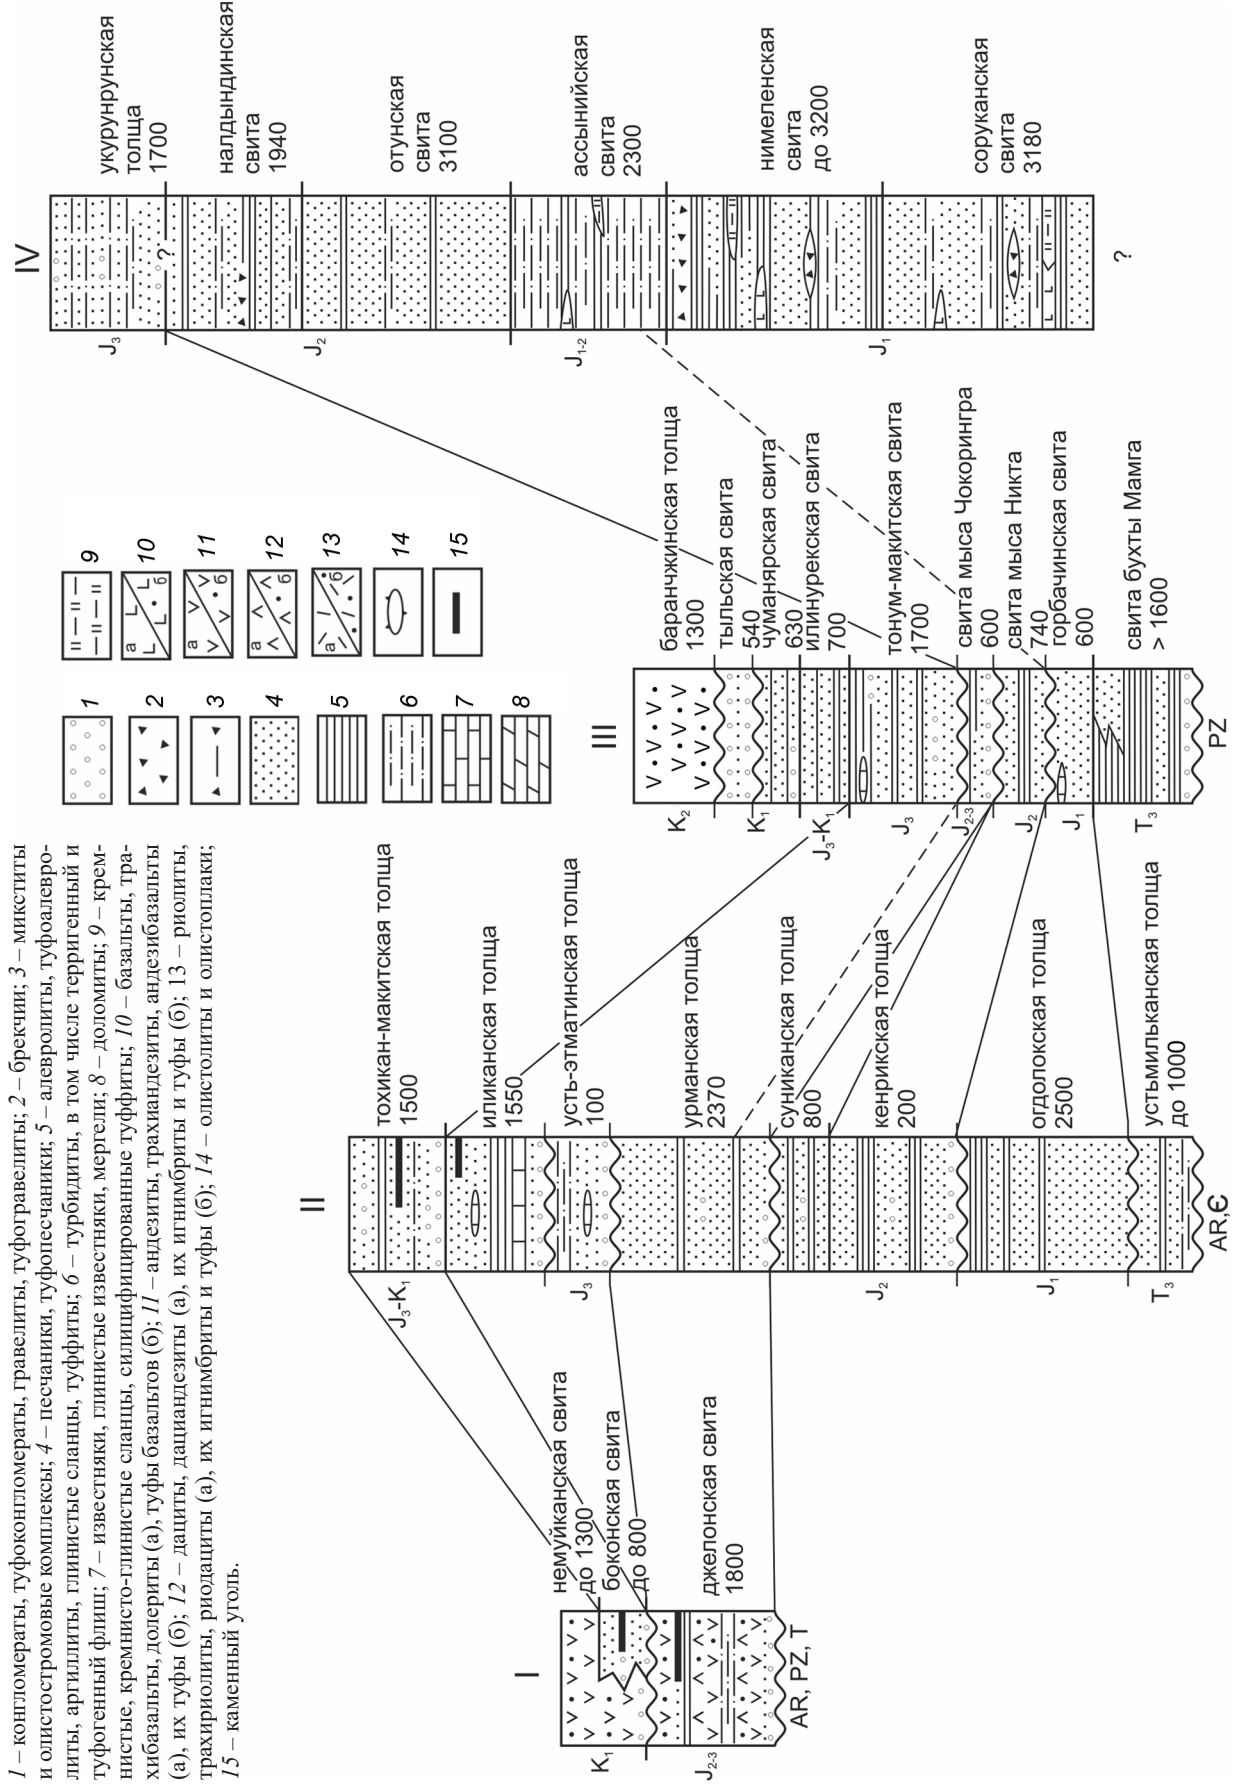 I
немуйканская свита
до 1300
боконская свита
до 800
джелонская свита
1800
K₁
J₂₋₃
AR, PZ, T
II
тохикан-макитская толща
1500
иликанская толща
1550
усть-этматинская толща
100
урманская толща
2370
суниканская толща
800
кенрикская толща
200
огдолокская толща
2500
устьмильканская толща
до 1000
J₃-K₁
J₃
J₂
J₁
T₃
AR,Є
III
баранчжинская толща
1300
тыльская свита
540
чуманярская свита
630
илинурекская свита
700
тонум-макитская свита
1700
свита мыса Чокорингра
600
свита мыса Никта
740
горбачинская свита
600
свита бухты Мамга
> 1600
K₂
K₁
J₃-K₁
J₃
J₂₋₃
J₂
J₁
T₃
PZ
IV
укурунрунская
толща
1700
налдындинская
свита
1940
отунская
свита
3100
ассынийская
свита
2300
нимеленская
свита
до 3200
соруканская
свита
3180
J₃
J₂
J₁₋₂
J₁
?
?
1
2
3
4
5
6
7
8
9
а б 10
а б 11
а б 12
а б 13
14
15
1 – конгломераты, туфоконгломераты, гравелиты, туфогравелиты; 2 – брекчии; 3 – микститы
и олистостромовые комплексы; 4 – песчаники, туфопесчаники; 5 – алевролиты, туфоалевро-
литы, аргиллиты, глинистые сланцы, туффиты; 6 – турбидиты, в том числе терригенный и
туфогенный флиш; 7 – известняки, глинистые известняки, мергели; 8 – доломиты; 9 – крем-
нистые, кремнисто-глинистые сланцы, силицифицированные туффиты; 10 – базальты, тра-
хибазальты, долериты (а), туфы базальтов (б); 11 – андезиты, трахиандезиты, андезибазальты
(а), их туфы (б); 12 – дациты, дациандезиты (а), их игнимбриты и туфы (б); 13 – риолиты,
трахириолиты, риодациты (а), их игнимбриты и туфы (б); 14 – олистолиты и олистоплаки;
15 – каменный уголь.